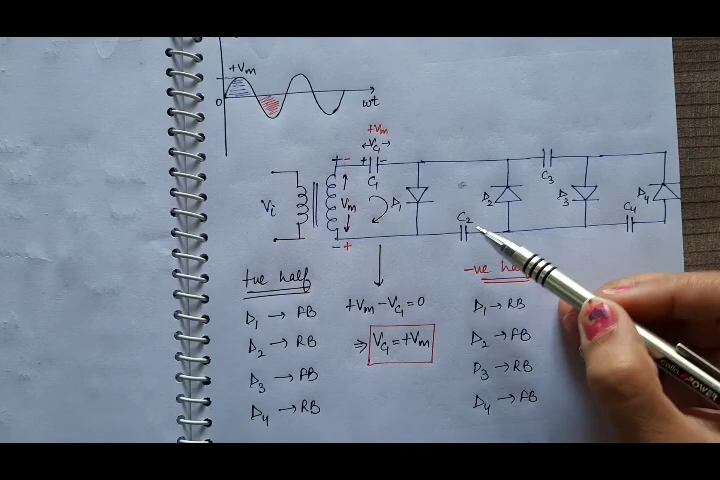 +Vm
0
ωt
+Vm
VC1
+ -
+ -
C1
Vi
Vm
- +
D1
C2
D2
C3
D3
C4
D4
+ve half
D1 → FB
D2 → RB
D3 → FB
D4 → RB
+Vm - VC1 = 0
⇒ VC1 = +Vm
-ve ha
D1 → RB
D2 → FB
D3 → RB
D4 → FB
POWER